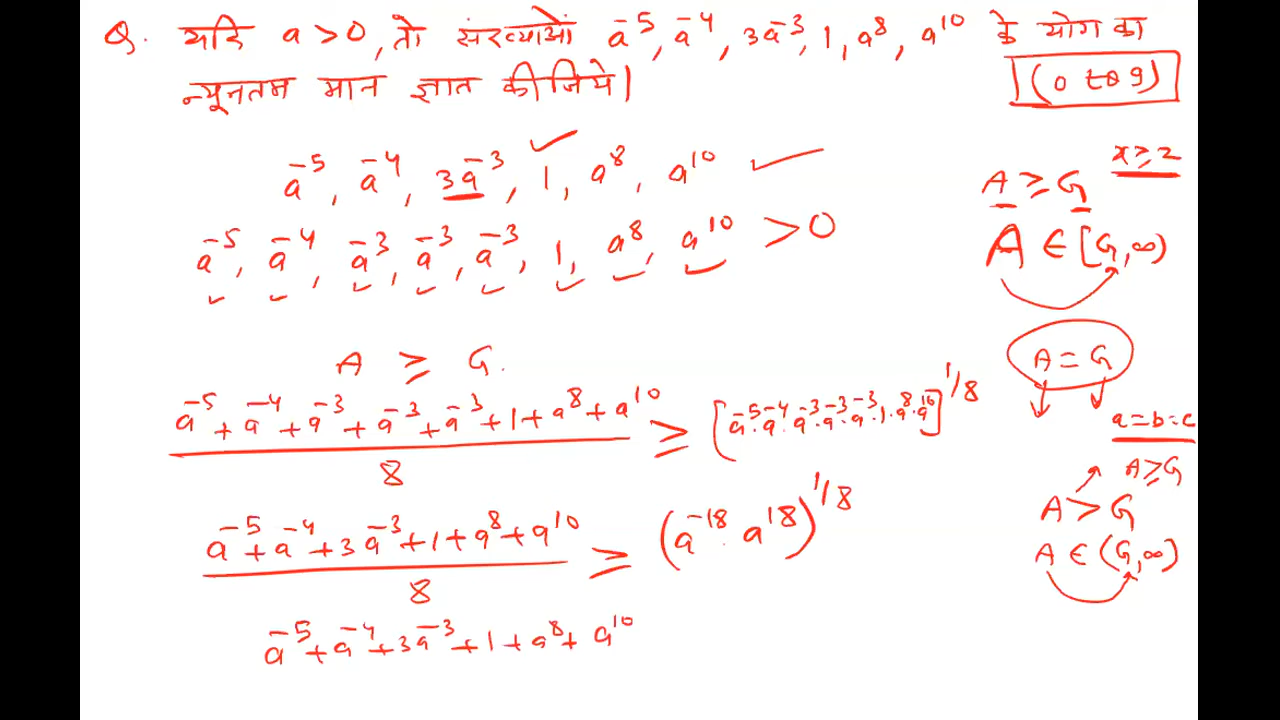 Q. यदि a > 0, तो संख्याओं a⁻⁵, a⁻⁴, 3a⁻³, 1, a⁸, a¹⁰ के योग का
न्यूनतम मान ज्ञात कीजिये। (0 to 9)
a⁻⁵, a⁻⁴, 3a⁻³, 1, a⁸, a¹⁰
a⁻⁵, a⁻⁴, a⁻³, a⁻³, a⁻³, 1, a⁸, a¹⁰ > 0
A ≥ G.
(a⁻⁵ + a⁻⁴ + a⁻³ + a⁻³ + a⁻³ + 1 + a⁸ + a¹⁰) / 8 ≥ [a⁻⁵. a⁻⁴. a⁻³. a⁻³. a⁻³. 1. a⁸. a¹⁰]^1/8
(a⁻⁵ + a⁻⁴ + 3a⁻³ + 1 + a⁸ + a¹⁰) / 8 ≥ (a⁻¹⁸. a¹⁸)^1/8
a⁻⁵ + a⁻⁴ + 3a⁻³ + 1 + a⁸ + a¹⁰
x ≥ 2
A ≥ G
A ∈ [G, ∞)
A = G
a = b = c
A ≥ G
A > G
A ∈ (G, ∞)